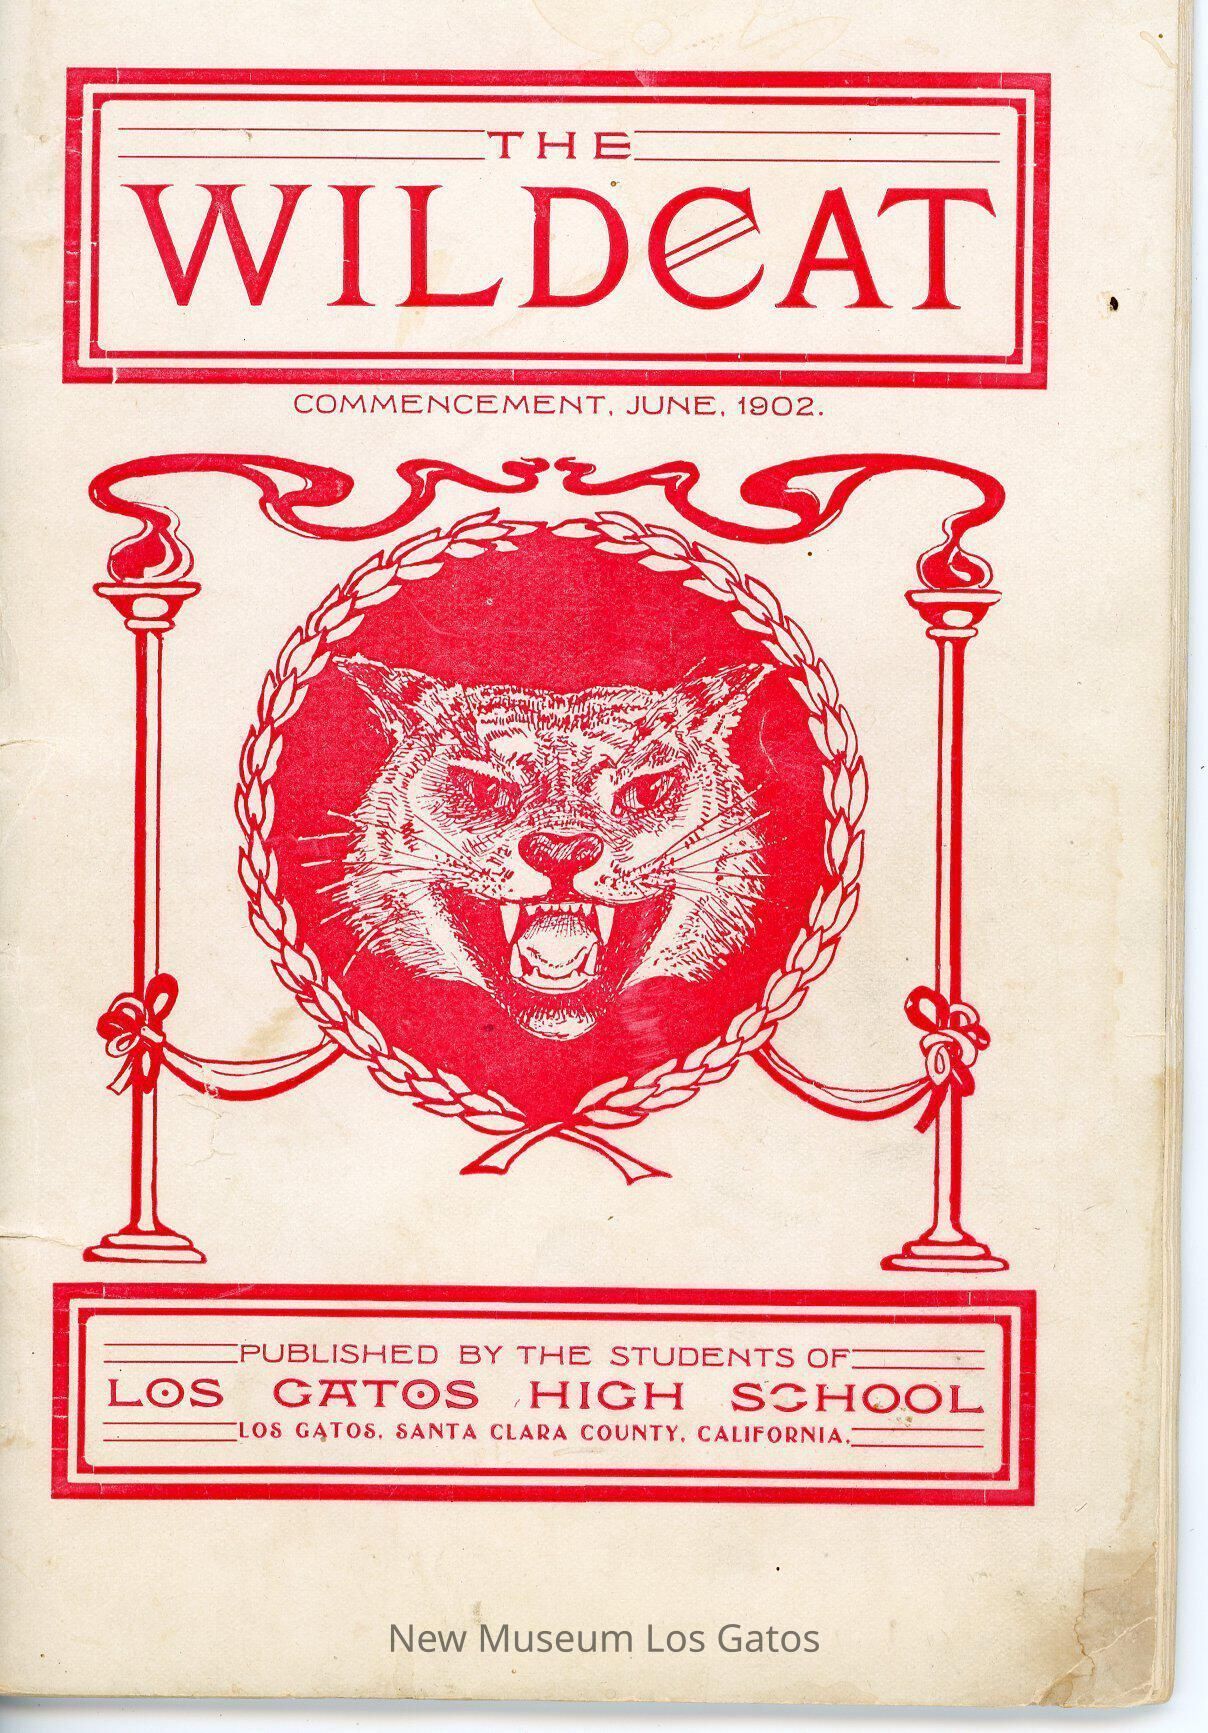 THE
WILDCAT
COMMENCEMENT, JUNE, 1902.
PUBLISHED BY THE STUDENTS OF
LOS GATOS HIGH SCHOOL
LOS GATOS, SANTA CLARA COUNTY, CALIFORNIA.
New Museum Los Gatos